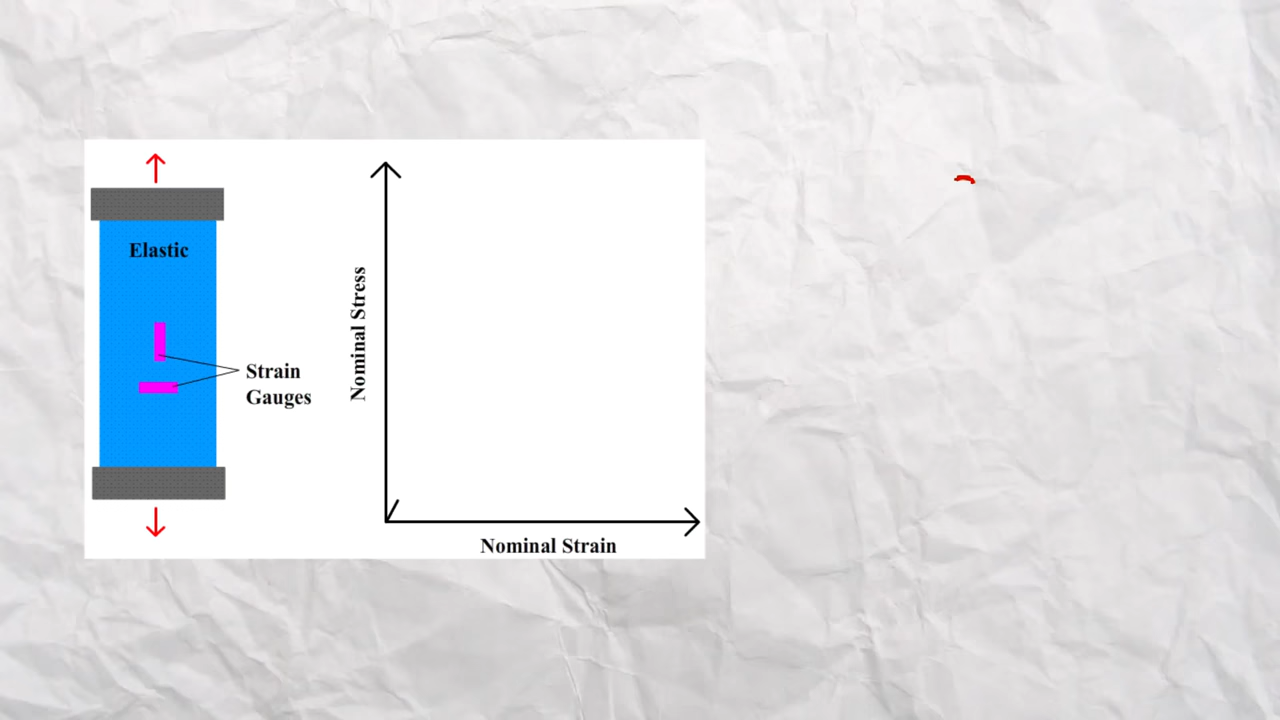 Elastic
Strain
Gauges
Nominal Stress
Nominal Strain